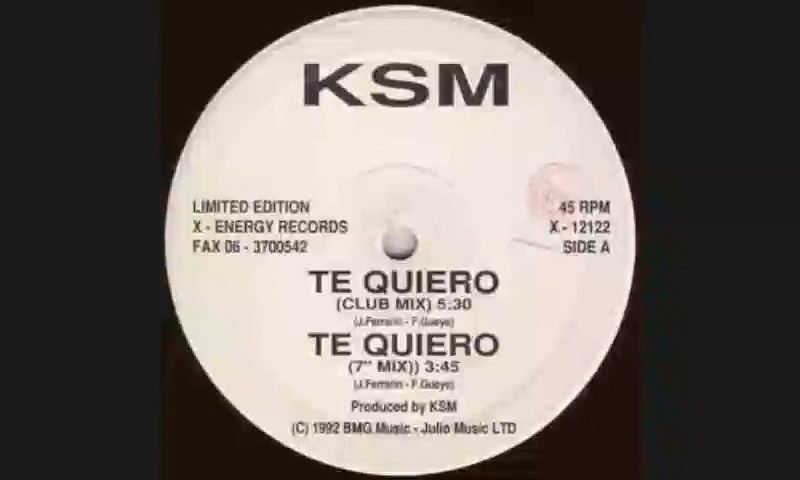 KSM
LIMITED EDITION
X - ENERGY RECORDS
FAX 06 - 3700542
45 RPM
X - 12122
SIDE A
TE QUIERO
(CLUB MIX) 5:30
TE QUIERO
(7" MIX)) 3:45
Produced by KSM
(C) 1992 BMG Music - Julio Music LTD